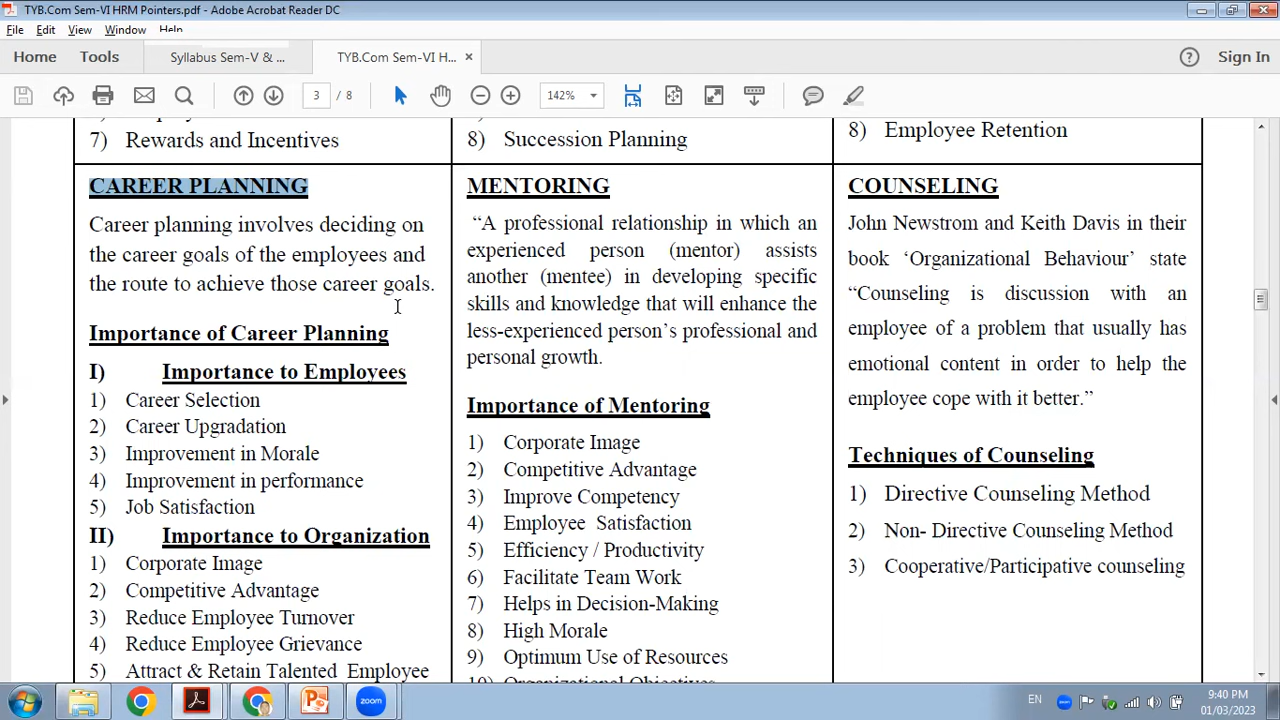 TYB.Com Sem-VI HRM Pointers.pdf - Adobe Acrobat Reader DC
File Edit View Window Help
Home Tools Syllabus Sem-V & ... TYB.Com Sem-VI H... × Sign In
3 / 8 142%
7) Rewards and Incentives
CAREER PLANNING
Career planning involves deciding on
the career goals of the employees and
the route to achieve those career goals.
Importance of Career Planning
I) Importance to Employees
1) Career Selection
2) Career Upgradation
3) Improvement in Morale
4) Improvement in performance
5) Job Satisfaction
II) Importance to Organization
1) Corporate Image
2) Competitive Advantage
3) Reduce Employee Turnover
4) Reduce Employee Grievance
5) Attract & Retain Talented Employee
8) Succession Planning
MENTORING
“A professional relationship in which an
experienced person (mentor) assists
another (mentee) in developing specific
skills and knowledge that will enhance the
less-experienced person’s professional and
personal growth.
Importance of Mentoring
1) Corporate Image
2) Competitive Advantage
3) Improve Competency
4) Employee Satisfaction
5) Efficiency / Productivity
6) Facilitate Team Work
7) Helps in Decision-Making
8) High Morale
9) Optimum Use of Resources
10) Organizational Objectives
8) Employee Retention
COUNSELING
John Newstrom and Keith Davis in their
book ‘Organizational Behaviour’ state
“Counseling is discussion with an
employee of a problem that usually has
emotional content in order to help the
employee cope with it better.”
Techniques of Counseling
1) Directive Counseling Method
2) Non- Directive Counseling Method
3) Cooperative/Participative counseling
zoom
EN
9:40 PM
01/03/2023